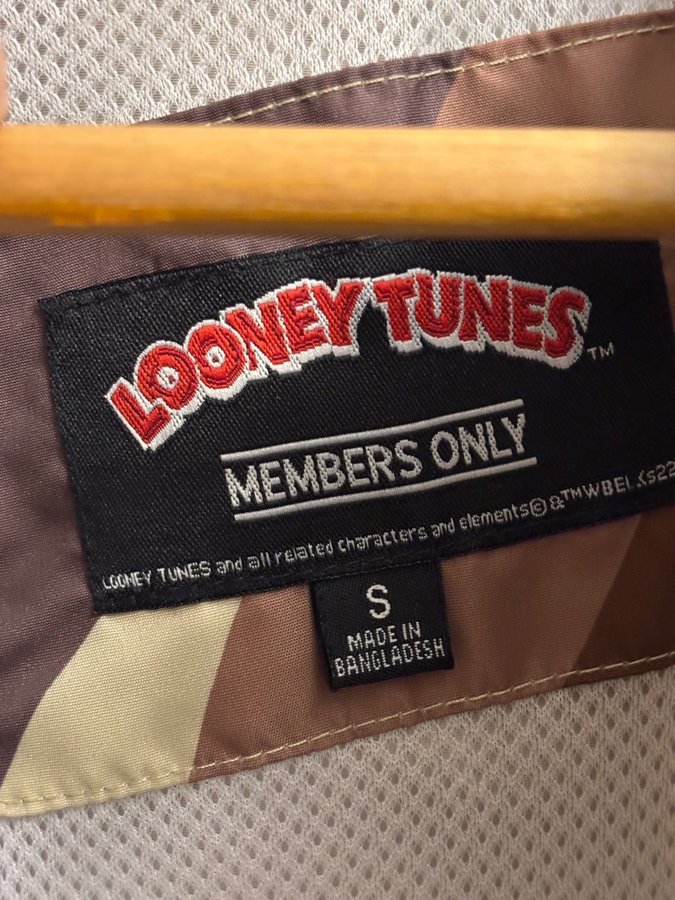 LOONEY TUNES™
MEMBERS ONLY
LOONEY TUNES and all related characters and elements © & ™ WBEI. (s22
S
MADE IN
BANGLADESH